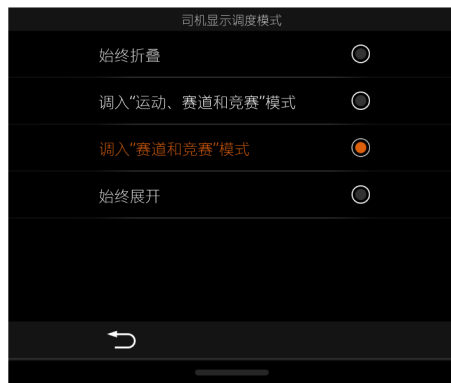 司机显示调度模式
始终折叠
调入“运动、赛道和竞赛”模式
调入“赛道和竞赛”模式
始终展开